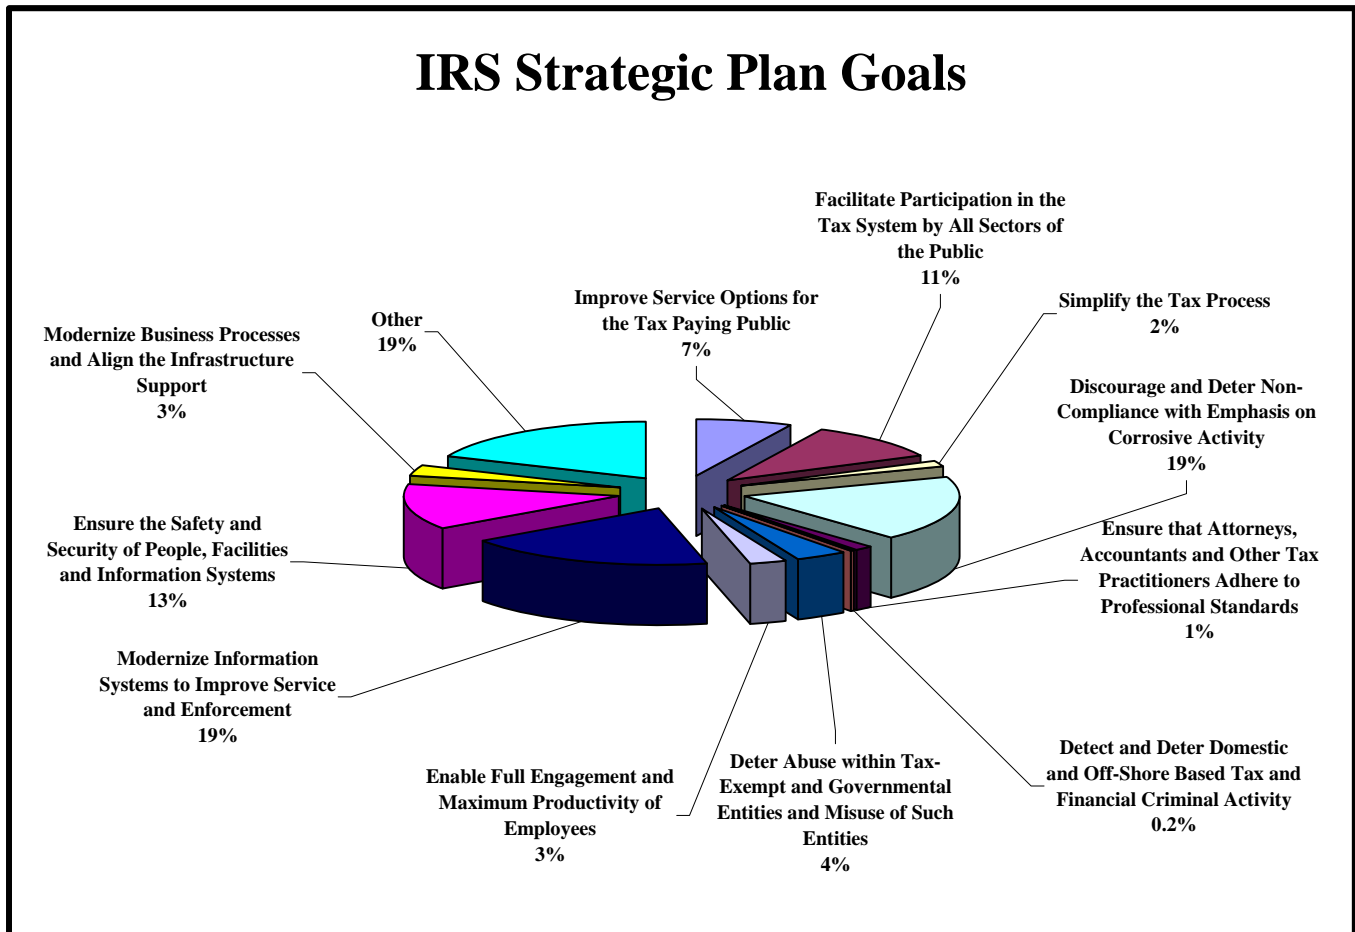 IRS Strategic Plan Goals
Facilitate Participation in the
Tax System by All Sectors of
the Public
11%
Improve Service Options for
the Tax Paying Public
7%
Simplify the Tax Process
2%
Other
19%
Modernize Business Processes
and Align the Infrastructure
Support
3%
Discourage and Deter Non-
Compliance with Emphasis on
Corrosive Activity
19%
Ensure the Safety and
Security of People, Facilities
and Information Systems
13%
Ensure that Attorneys,
Accountants and Other Tax
Practitioners Adhere to
Professional Standards
1%
Modernize Information
Systems to Improve Service
and Enforcement
19%
Enable Full Engagement and
Maximum Productivity of
Employees
3%
Deter Abuse within Tax-
Exempt and Governmental
Entities and Misuse of Such
Entities
4%
Detect and Deter Domestic
and Off-Shore Based Tax and
Financial Criminal Activity
0.2%